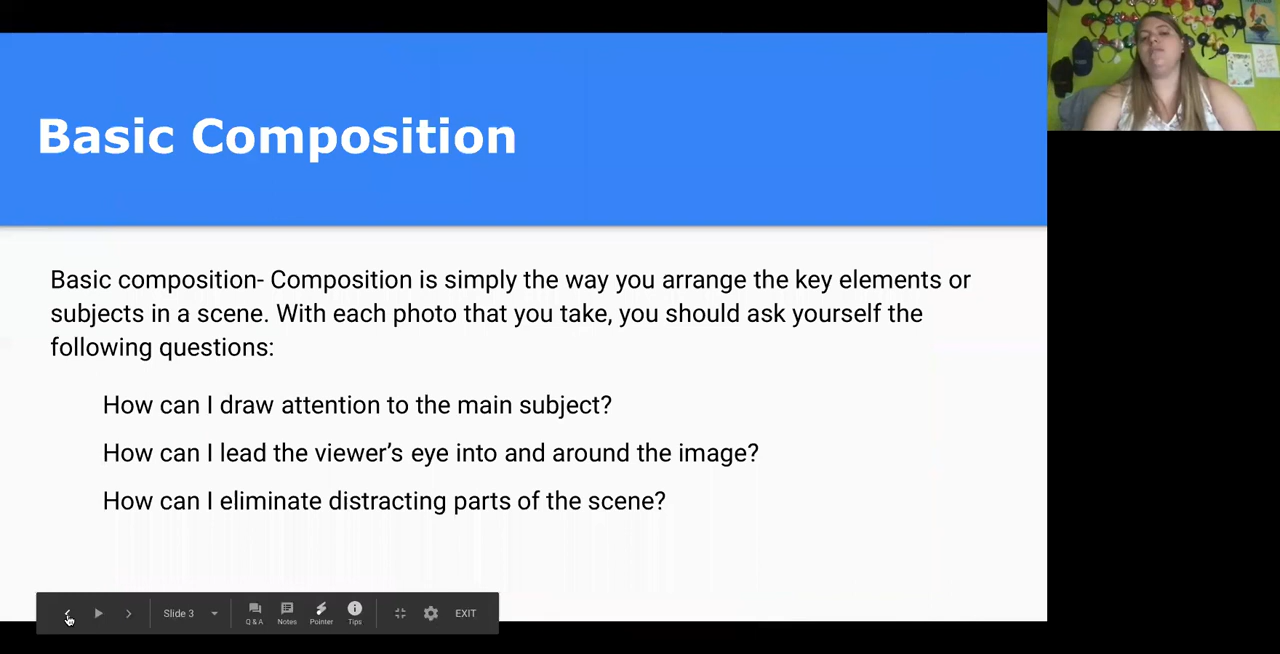 Basic Composition
Basic composition- Composition is simply the way you arrange the key elements or
subjects in a scene. With each photo that you take, you should ask yourself the
following questions:
How can I draw attention to the main subject?
How can I lead the viewer’s eye into and around the image?
How can I eliminate distracting parts of the scene?
Slide 3
Q & A
Notes
Pointer
Tips
EXIT